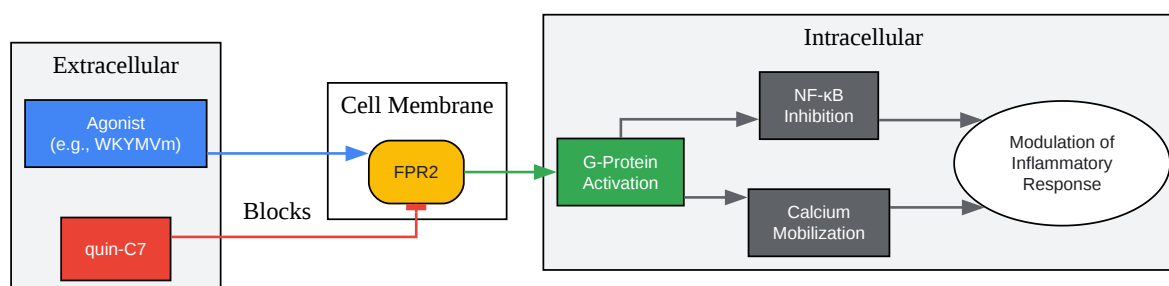 Extracellular
Agonist
(e.g., WKYMVm)
quin-C7
Blocks
Cell Membrane
FPR2
Intracellular
G-Protein
Activation
NF-κB
Inhibition
Calcium
Mobilization
Modulation of
Inflammatory
Response